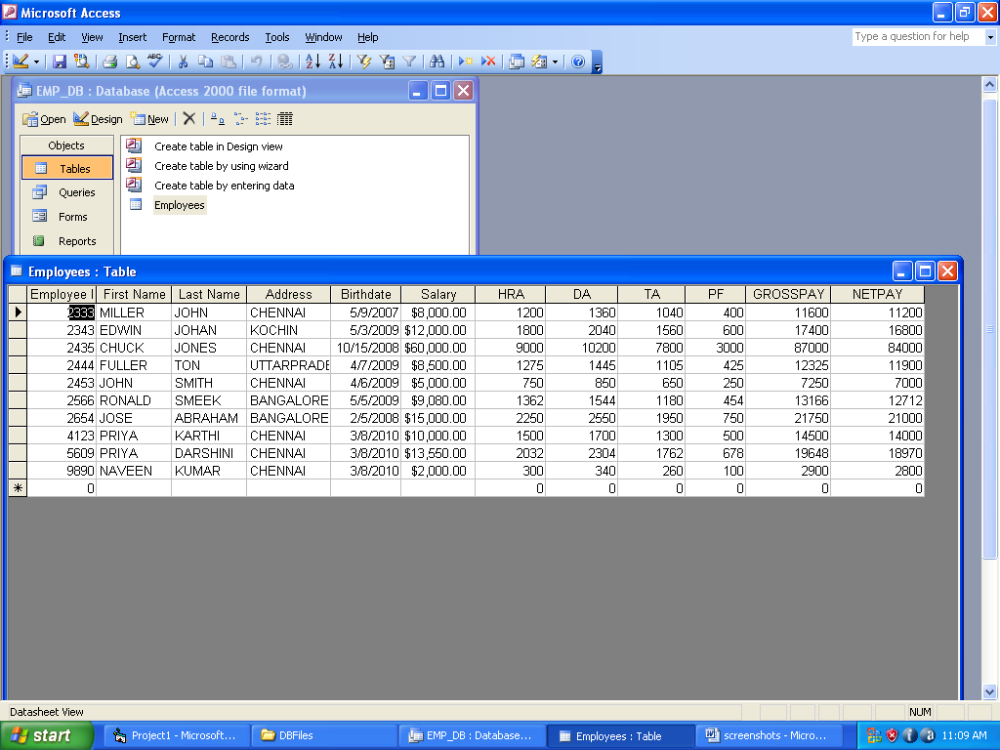 Microsoft Access
File Edit View Insert Format Records Tools Window Help Type a question for help
EMP_DB : Database (Access 2000 file format)
Open Design New
Objects
Tables
Queries
Forms
Reports
Create table in Design view
Create table by using wizard
Create table by entering data
Employees
Employees : Table
Employee I First Name Last Name Address Birthdate Salary HRA DA TA PF GROSSPAY NETPAY
2333 MILLER JOHN CHENNAI 5/9/2007 $8,000.00 1200 1360 1040 400 11600 11200
2343 EDWIN JOHAN KOCHIN 5/3/2009 $12,000.00 1800 2040 1560 600 17400 16800
2435 CHUCK JONES CHENNAI 10/15/2008 $60,000.00 9000 10200 7800 3000 87000 84000
2444 FULLER TON UTTARPRADE 4/7/2009 $8,500.00 1275 1445 1105 425 12325 11900
2453 JOHN SMITH CHENNAI 4/6/2009 $5,000.00 750 850 650 250 7250 7000
2566 RONALD SMEEK BANGALORE 5/5/2009 $9,080.00 1362 1544 1180 454 13166 12712
2654 JOSE ABRAHAM BANGALORE 2/5/2008 $15,000.00 2250 2550 1950 750 21750 21000
4123 PRIYA KARTHI CHENNAI 3/8/2010 $10,000.00 1500 1700 1300 500 14500 14000
5609 PRIYA DARSHINI CHENNAI 3/8/2010 $13,550.00 2032 2304 1762 678 19648 18970
9890 NAVEEN KUMAR CHENNAI 3/8/2010 $2,000.00 300 340 260 100 2900 2800
0 0 0 0 0 0 0
Datasheet View NUM
start Project1 - Microsoft... DBFiles EMP_DB : Database... Employees : Table screenshots - Micro... 11:09 AM